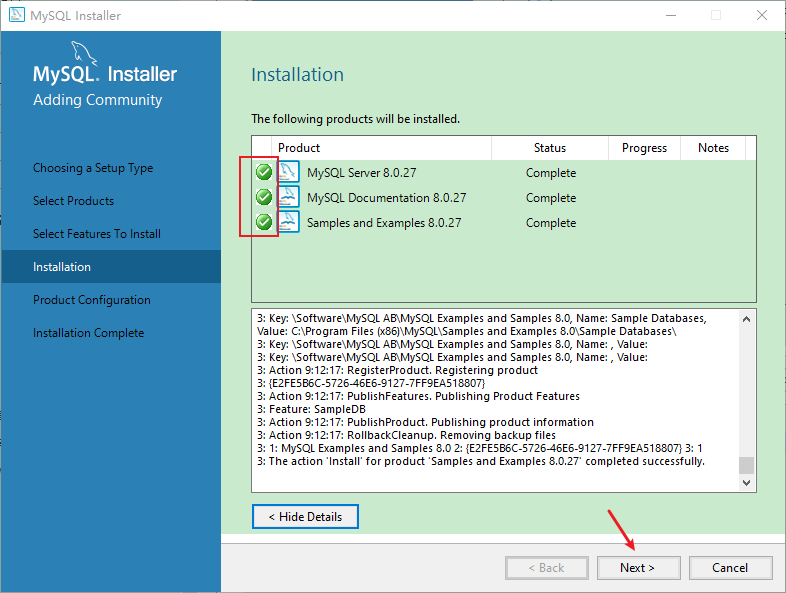 MySQL Installer
MySQL. Installer
Adding Community
Choosing a Setup Type
Select Products
Select Features To Install
Installation
Product Configuration
Installation Complete
Installation
The following products will be installed.
Product Status Progress Notes
MySQL Server 8.0.27 Complete
MySQL Documentation 8.0.27 Complete
Samples and Examples 8.0.27 Complete
3: Key: \Software\MySQL AB\MySQL Examples and Samples 8.0, Name: Sample Databases,
Value: C:\Program Files (x86)\MySQL\Samples and Examples 8.0\Sample Databases\
3: Key: \Software\MySQL AB\MySQL Examples and Samples 8.0, Name: , Value:
3: Key: \Software\MySQL AB\MySQL Examples and Samples 8.0, Name: , Value:
3: Action 9:12:17: RegisterProduct. Registering product
3: {E2FE5B6C-5726-46E6-9127-7FF9EA518807}
3: Action 9:12:17: PublishFeatures. Publishing Product Features
3: Feature: SampleDB
3: Action 9:12:17: PublishProduct. Publishing product information
3: Action 9:12:17: RollbackCleanup. Removing backup files
3: 1: MySQL Examples and Samples 8.0 2: {E2FE5B6C-5726-46E6-9127-7FF9EA518807} 3: 1
3: The action 'Install' for product 'Samples and Examples 8.0.27' completed successfully.
< Hide Details
< Back Next > Cancel